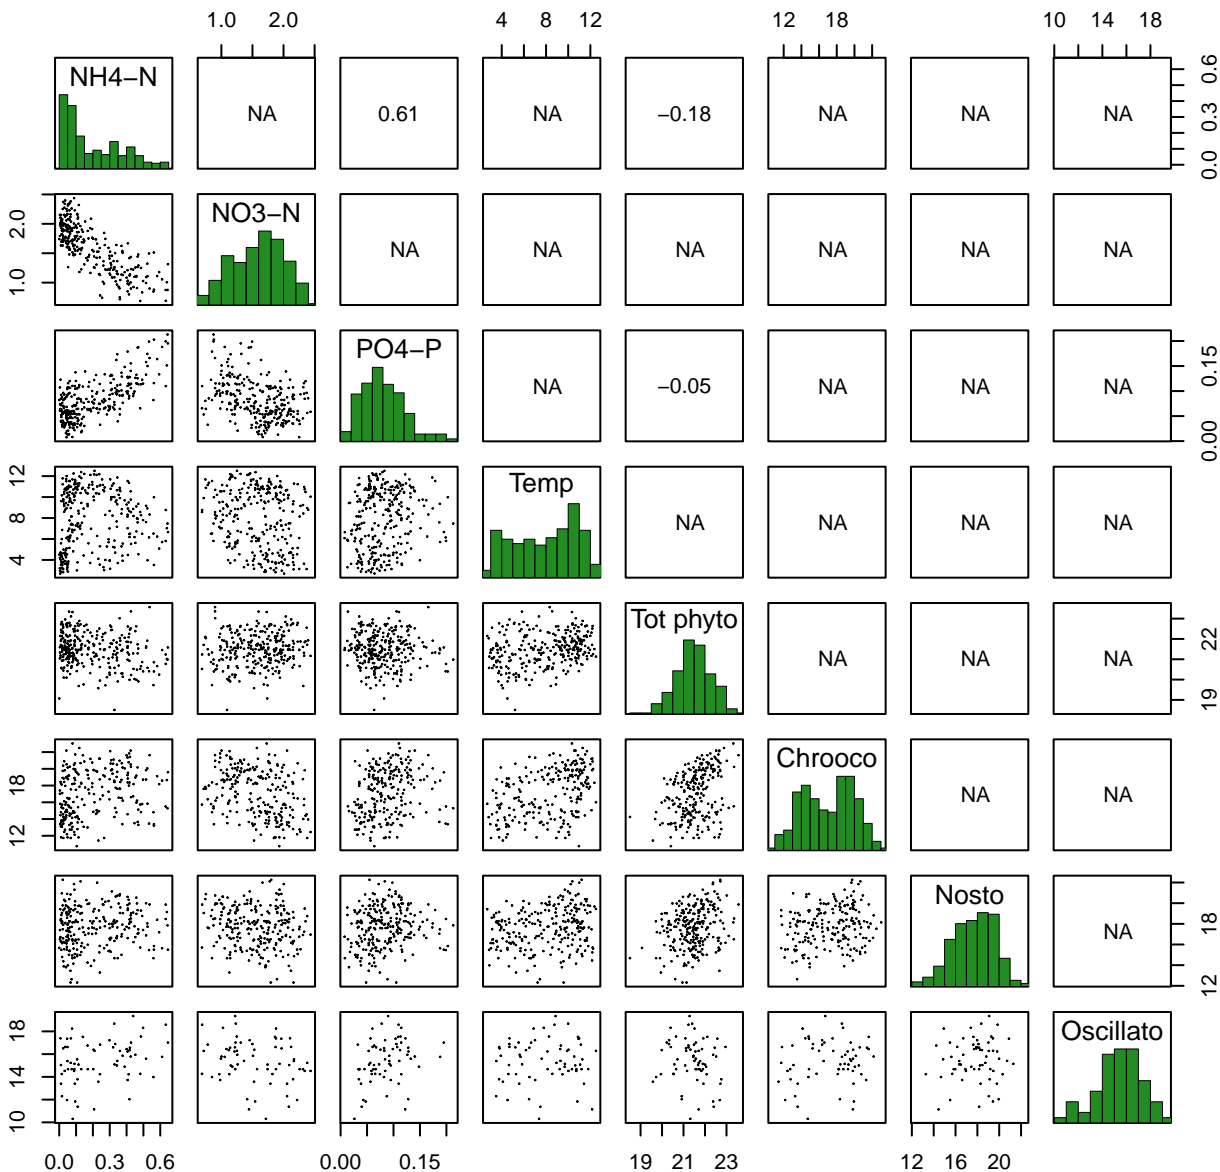 1.0 2.0 4 8 12 12 18 10 14 18
NH4−N NA 0.61 NA −0.18 NA NA NA 0.0 0.3 0.6
1.0 2.0 NO3−N NA NA NA NA NA NA
PO4−P NA −0.05 NA NA NA 0.00 0.15
4 8 12 Temp NA NA NA NA
Tot phyto NA NA NA 19 22
12 18 Chrooco NA NA
Nosto NA 12 18
10 14 18 Oscillato
0.0 0.3 0.6 0.00 0.15 19 21 23 12 16 20